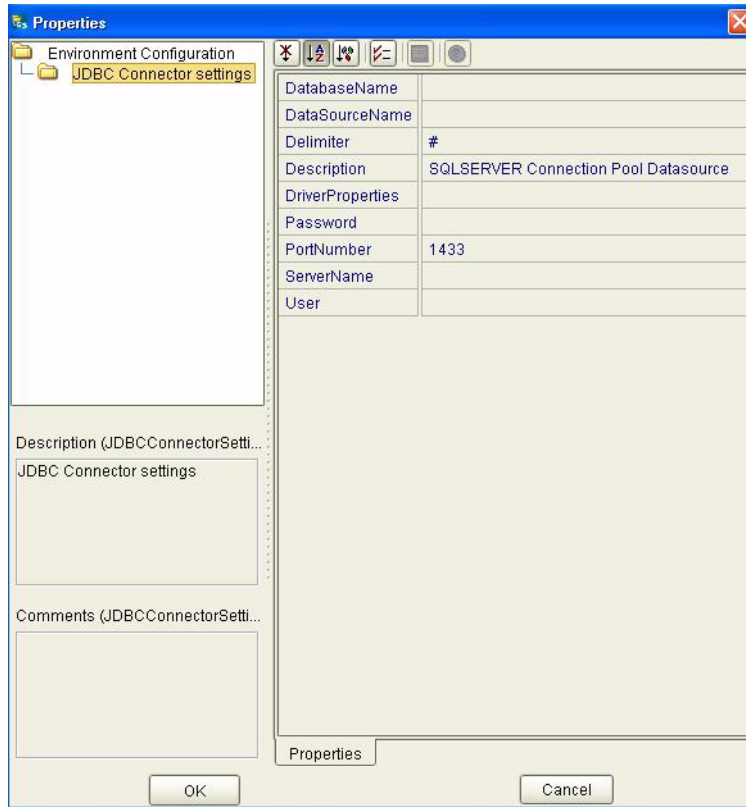 Properties
Environment Configuration
JDBC Connector settings
DatabaseName
DataSourceName
Delimiter #
Description SQLSERVER Connection Pool Datasource
DriverProperties
Password
PortNumber 1433
ServerName
User
Description (JDBCConnectorSetti...
JDBC Connector settings
Comments (JDBCConnectorSetti...
Properties
OK Cancel